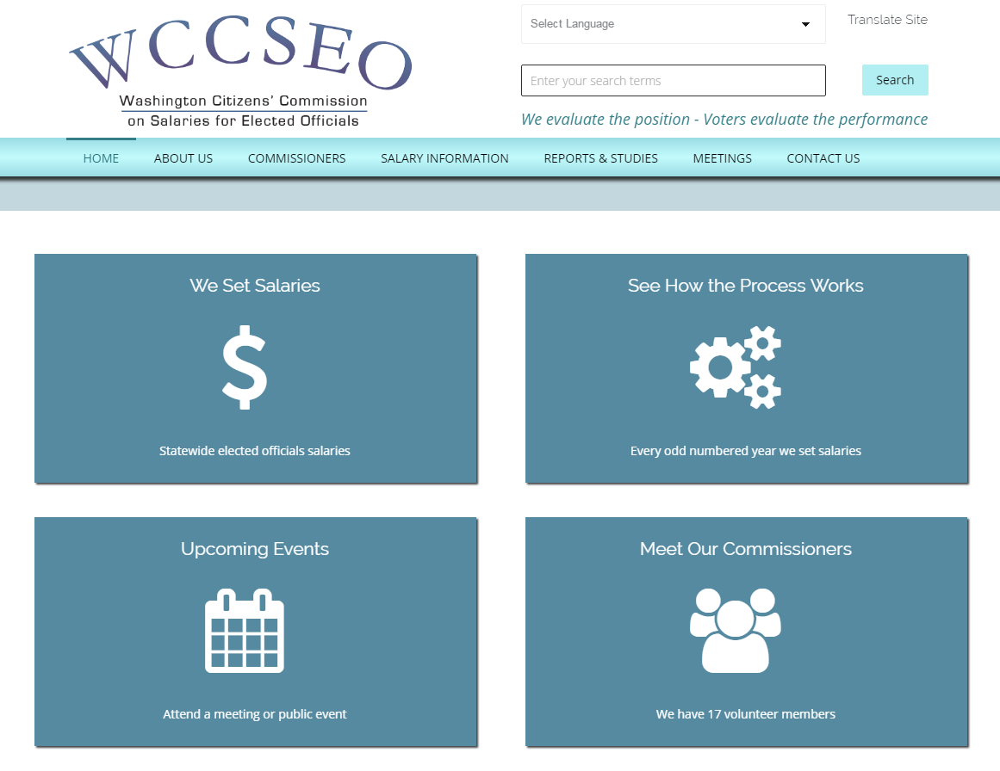 WCCSEO
Washington Citizens' Commission
on Salaries for Elected Officials
Select Language
Translate Site
Enter your search terms
Search
We evaluate the position - Voters evaluate the performance
HOME ABOUT US COMMISSIONERS SALARY INFORMATION REPORTS & STUDIES MEETINGS CONTACT US
We Set Salaries
$
Statewide elected officials salaries
See How the Process Works
Every odd numbered year we set salaries
Upcoming Events
Attend a meeting or public event
Meet Our Commissioners
We have 17 volunteer members